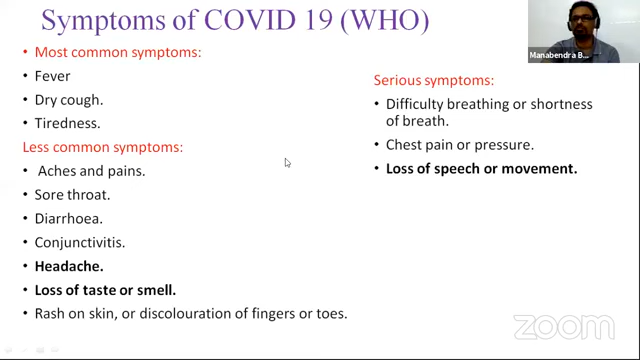 Symptoms of COVID 19 (WHO)
• Most common symptoms:
• Fever
• Dry cough.
• Tiredness.
Less common symptoms:
• Aches and pains.
• Sore throat.
• Diarrhoea.
• Conjunctivitis.
• Headache.
• Loss of taste or smell.
• Rash on skin, or discolouration of fingers or toes.
Serious symptoms:
• Difficulty breathing or shortness
of breath.
• Chest pain or pressure.
• Loss of speech or movement.
Manabendra B...
zoom